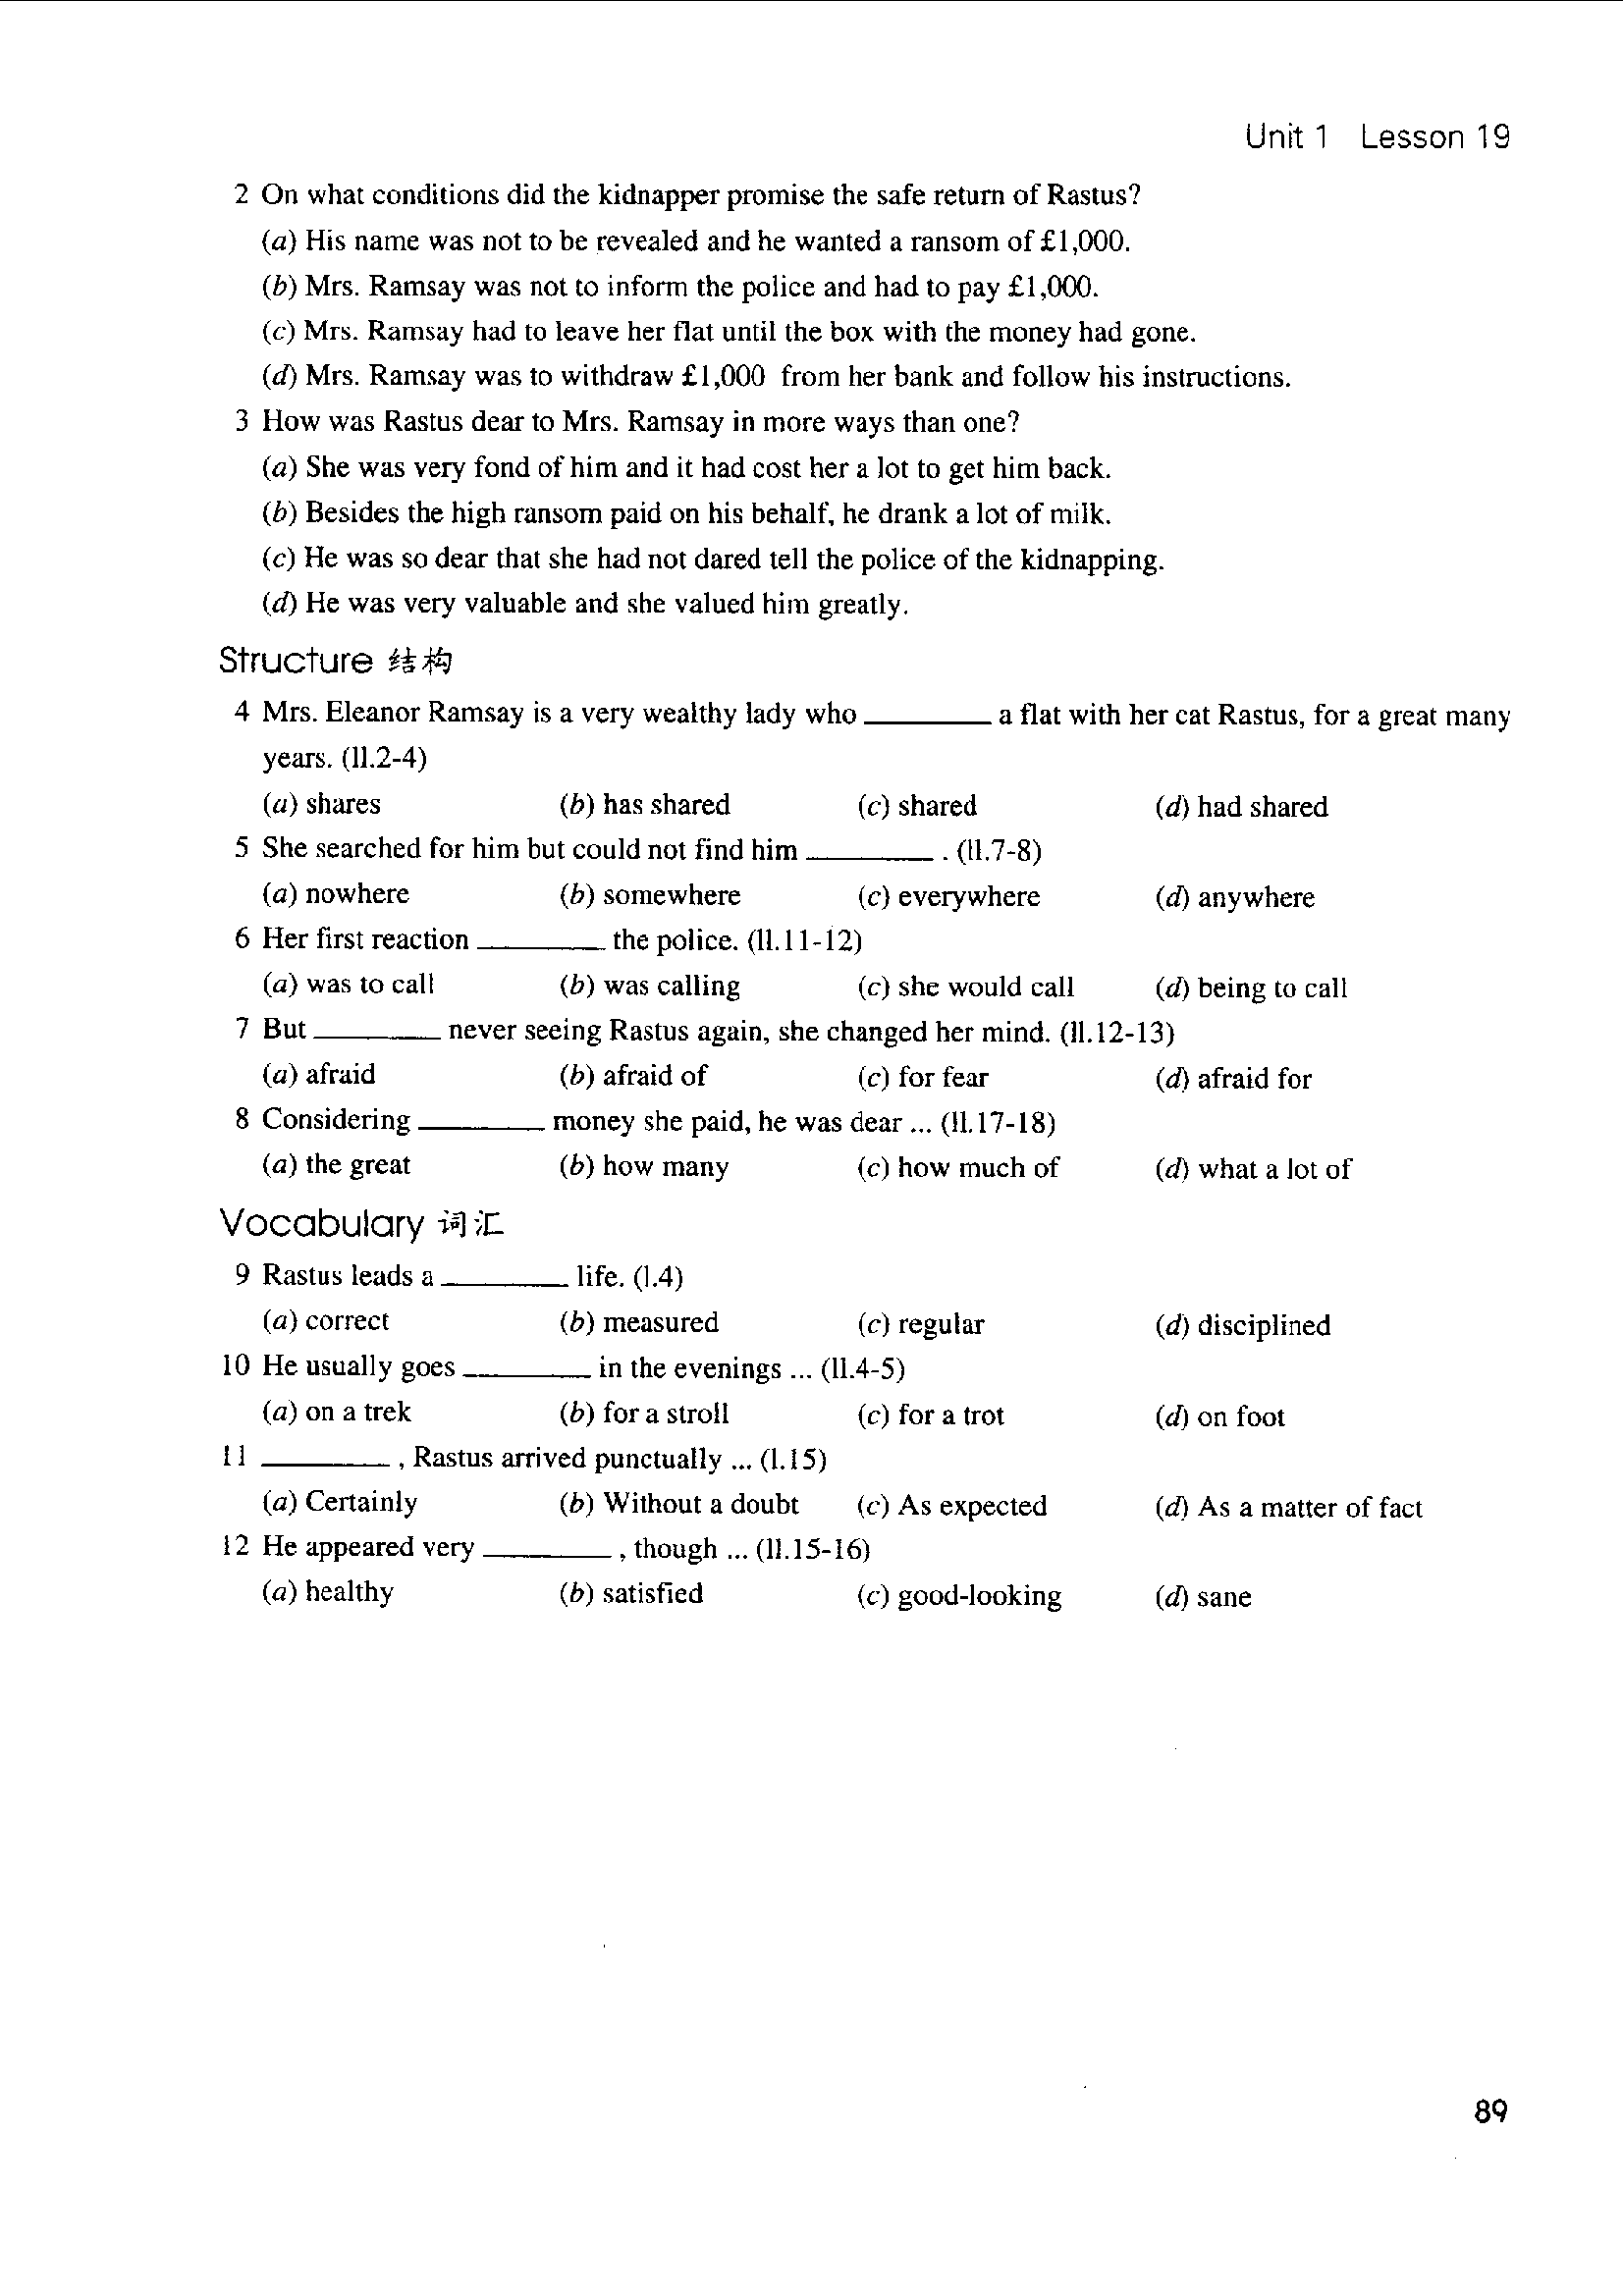 Unit 1 Lesson 19
2 On what conditions did the kidnapper promise the safe return of Rastus?
(a) His name was not to be revealed and he wanted a ransom of £1,000.
(b) Mrs. Ramsay was not to inform the police and had to pay £1,000.
(c) Mrs. Ramsay had to leave her flat until the box with the money had gone.
(d) Mrs. Ramsay was to withdraw £1,000 from her bank and follow his instructions.
3 How was Rastus dear to Mrs. Ramsay in more ways than one?
(a) She was very fond of him and it had cost her a lot to get him back.
(b) Besides the high ransom paid on his behalf, he drank a lot of milk.
(c) He was so dear that she had not dared tell the police of the kidnapping.
(d) He was very valuable and she valued him greatly.
Structure 结构
4 Mrs. Eleanor Ramsay is a very wealthy lady who ________ a flat with her cat Rastus, for a great many
years. (ll.2-4)
(a) shares (b) has shared (c) shared (d) had shared
5 She searched for him but could not find him ________ . (ll.7-8)
(a) nowhere (b) somewhere (c) everywhere (d) anywhere
6 Her first reaction ________ the police. (ll.11-12)
(a) was to call (b) was calling (c) she would call (d) being to call
7 But ________ never seeing Rastus again, she changed her mind. (ll.12-13)
(a) afraid (b) afraid of (c) for fear (d) afraid for
8 Considering ________ money she paid, he was dear ... (ll.17-18)
(a) the great (b) how many (c) how much of (d) what a lot of
Vocabulary 词汇
9 Rastus leads a ________ life. (l.4)
(a) correct (b) measured (c) regular (d) disciplined
10 He usually goes ________ in the evenings ... (ll.4-5)
(a) on a trek (b) for a stroll (c) for a trot (d) on foot
11 ________ , Rastus arrived punctually ... (l.15)
(a) Certainly (b) Without a doubt (c) As expected (d) As a matter of fact
12 He appeared very ________ , though ... (ll.15-16)
(a) healthy (b) satisfied (c) good-looking (d) sane
89